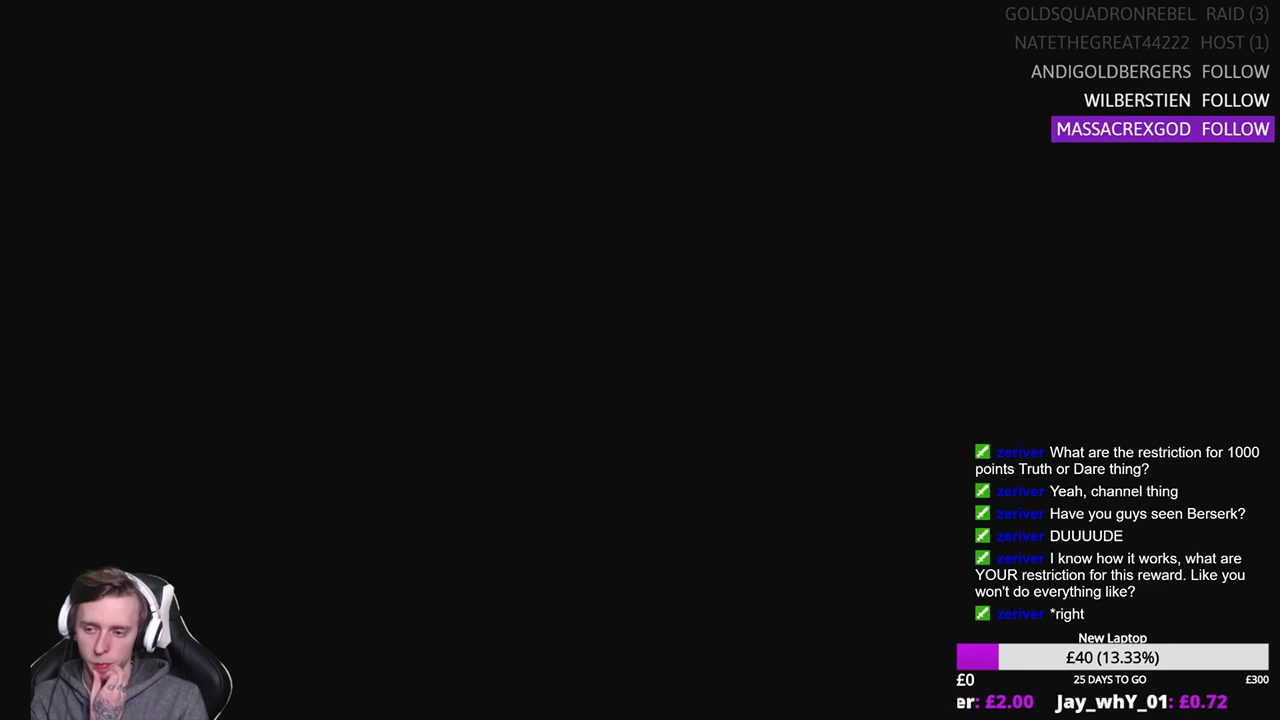 GOLDSQUADRONREBEL RAID (3)
NATETHEGREAT44222 HOST (1)
ANDIGOLDBERGERS FOLLOW
WILBERSTIEN FOLLOW
MASSACREXGOD FOLLOW
zeriver What are the restriction for 1000
points Truth or Dare thing?
zeriver Yeah, channel thing
zeriver Have you guys seen Berserk?
zeriver DUUUUDE
zeriver I know how it works, what are
YOUR restriction for this reward. Like you
won't do everything like?
zeriver *right
New Laptop
£40 (13.33%)
£0 25 DAYS TO GO £300
er: £2.00 Jay_whY_01: £0.72